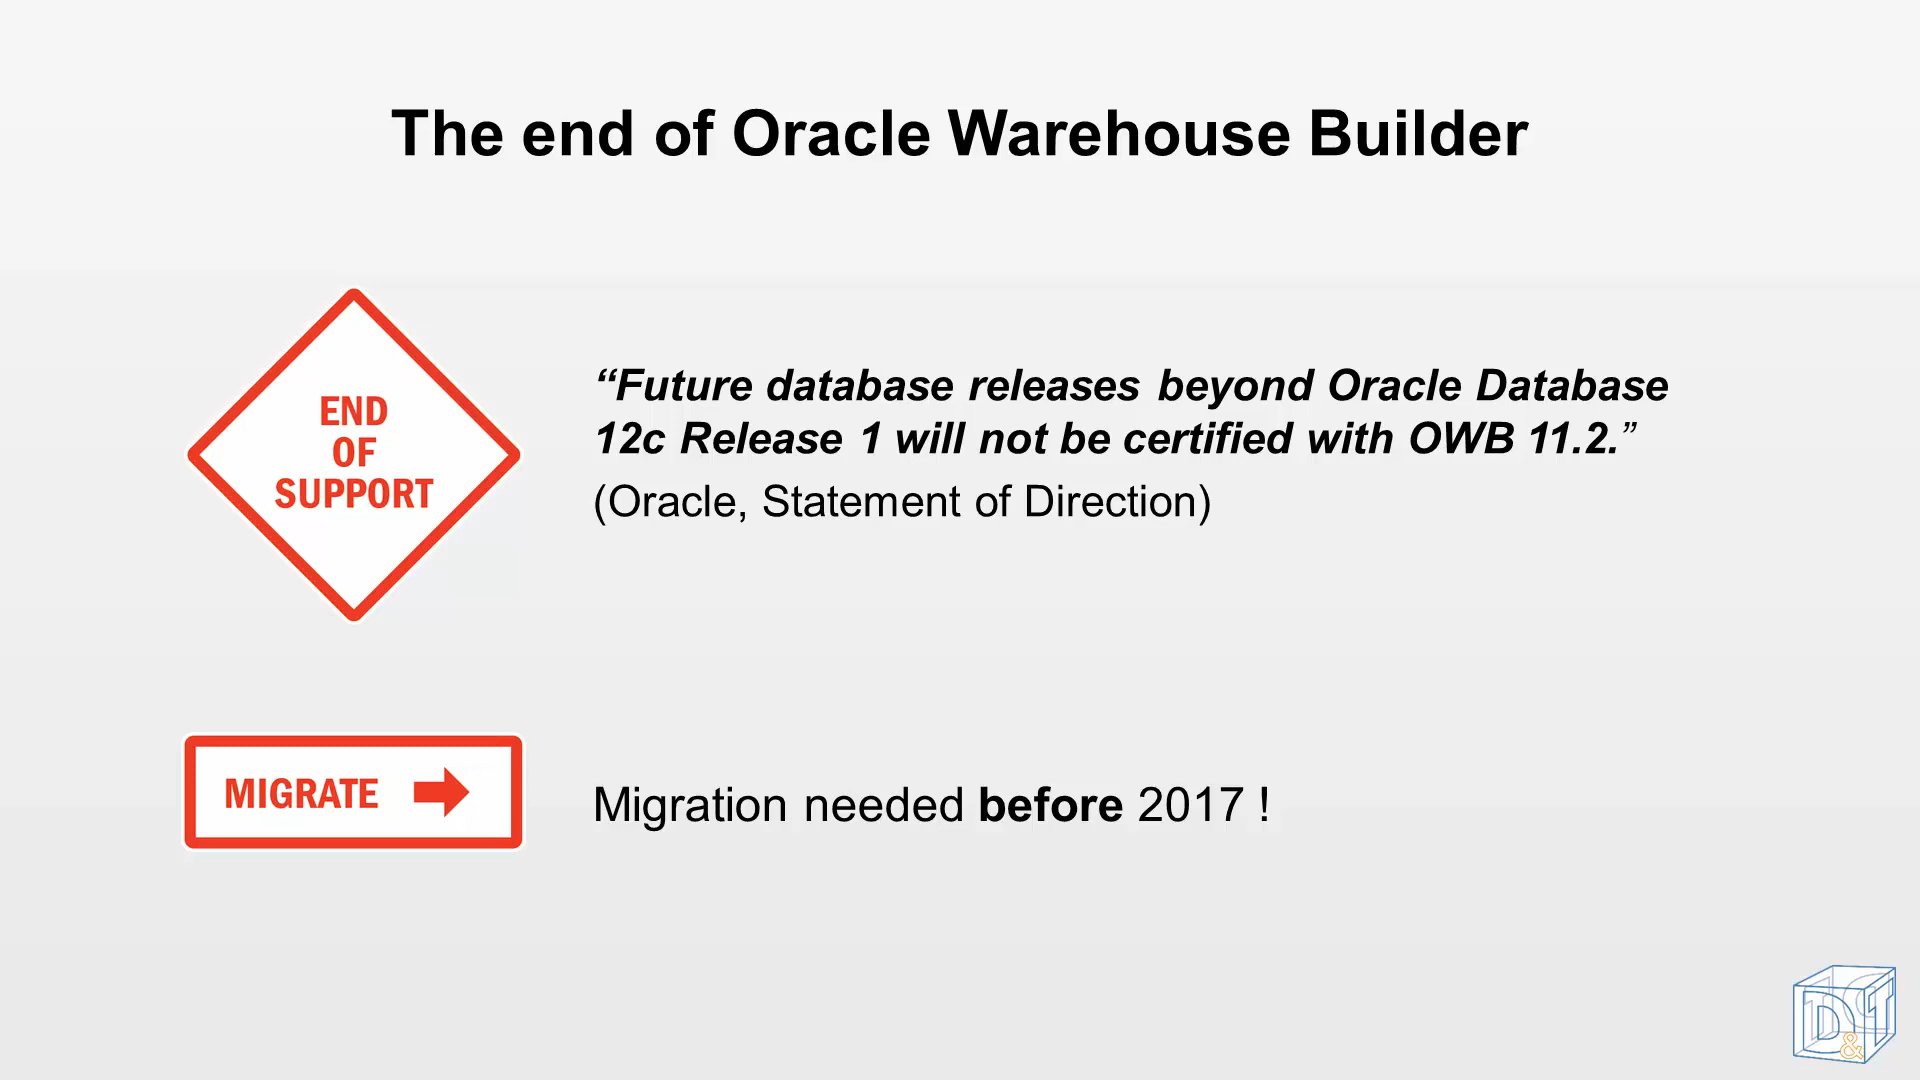 The end of Oracle Warehouse Builder
END
OF
SUPPORT
“Future database releases beyond Oracle Database
12c Release 1 will not be certified with OWB 11.2.”
(Oracle, Statement of Direction)
MIGRATE
Migration needed before 2017 !
D&T